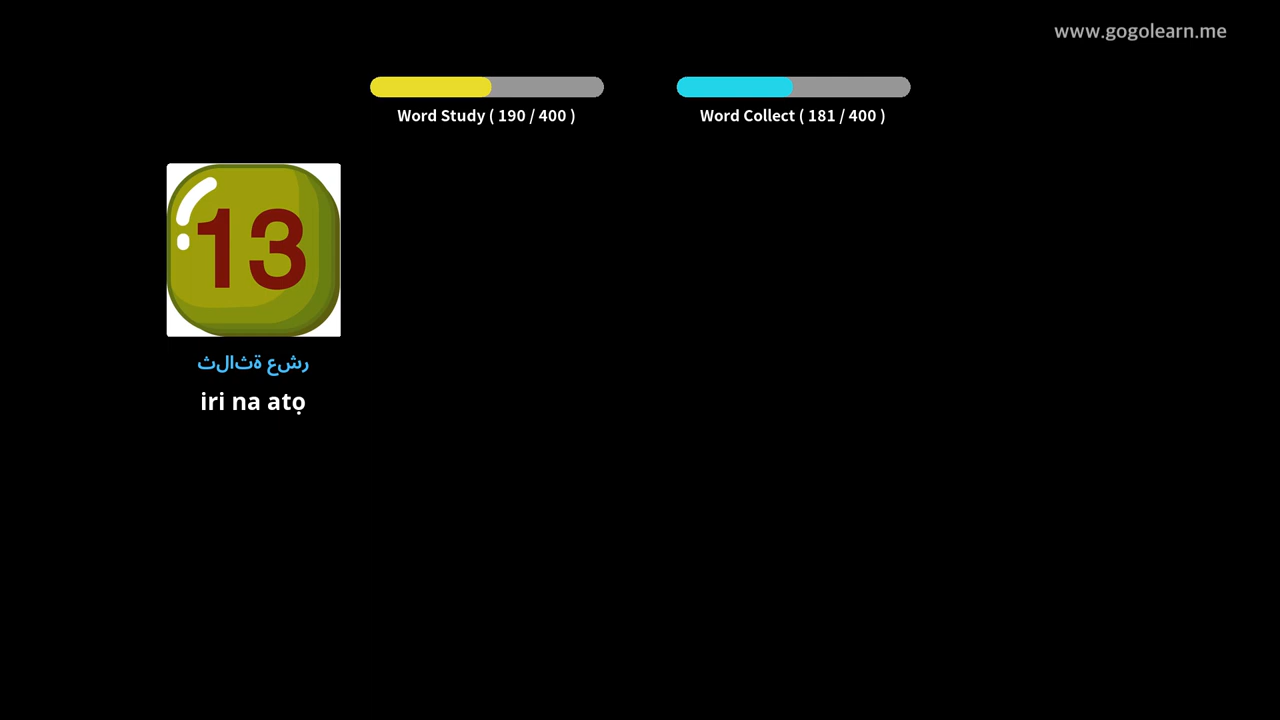 www.gogolearn.me
Word Study ( 190 / 400 )
Word Collect ( 181 / 400 )
13
رشع ةثالث
iri na atọ